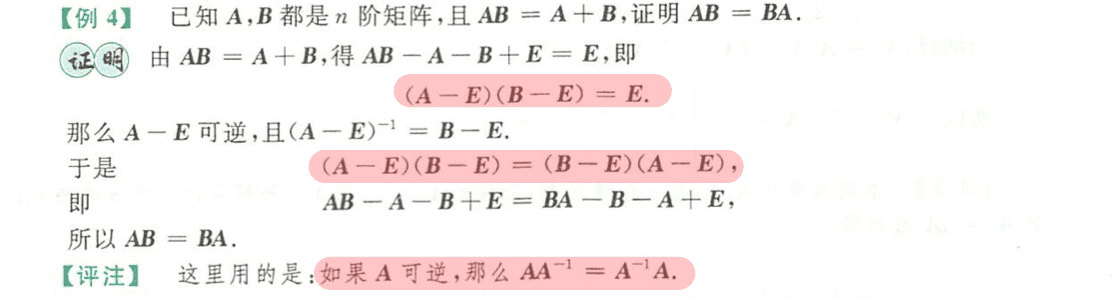 【例 4】 已知 A,B 都是 n 阶矩阵,且 AB = A + B,证明 AB = BA.
证明 由 AB = A + B,得 AB − A − B + E = E,即
(A − E)(B − E) = E.
那么 A − E 可逆,且(A − E)⁻¹ = B − E.
于是 (A − E)(B − E) = (B − E)(A − E),
即 AB − A − B + E = BA − B − A + E,
所以 AB = BA.
【评注】 这里用的是:如果 A 可逆,那么 AA⁻¹ = A⁻¹A.